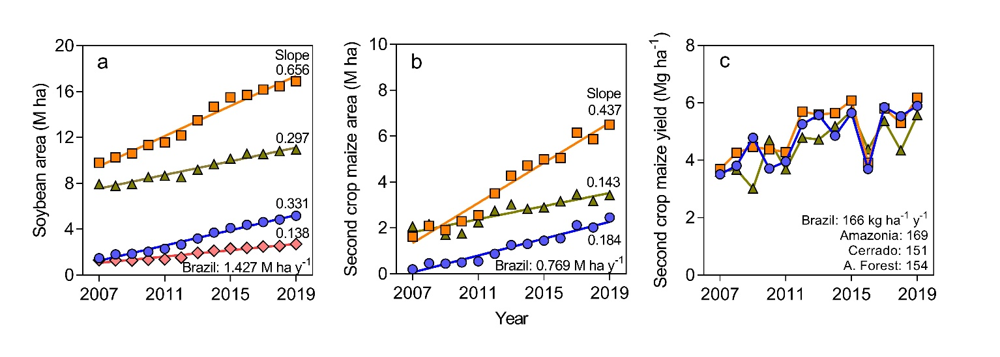 a
Slope
0.656
0.297
0.331
0.138
Brazil: 1.427 M ha y⁻¹
Soybean area (M ha)
20
16
12
8
4
0
2007 2011 2015 2019
b
Slope
0.437
0.143
0.184
Brazil: 0.769 M ha y⁻¹
Second crop maize area (M ha)
10
8
6
4
2
0
2007 2011 2015 2019
Year
c
Brazil: 166 kg ha⁻¹ y⁻¹
Amazonia: 169
Cerrado: 151
A. Forest: 154
Second crop maize yield (Mg ha⁻¹)
8
6
4
2
0
2007 2011 2015 2019